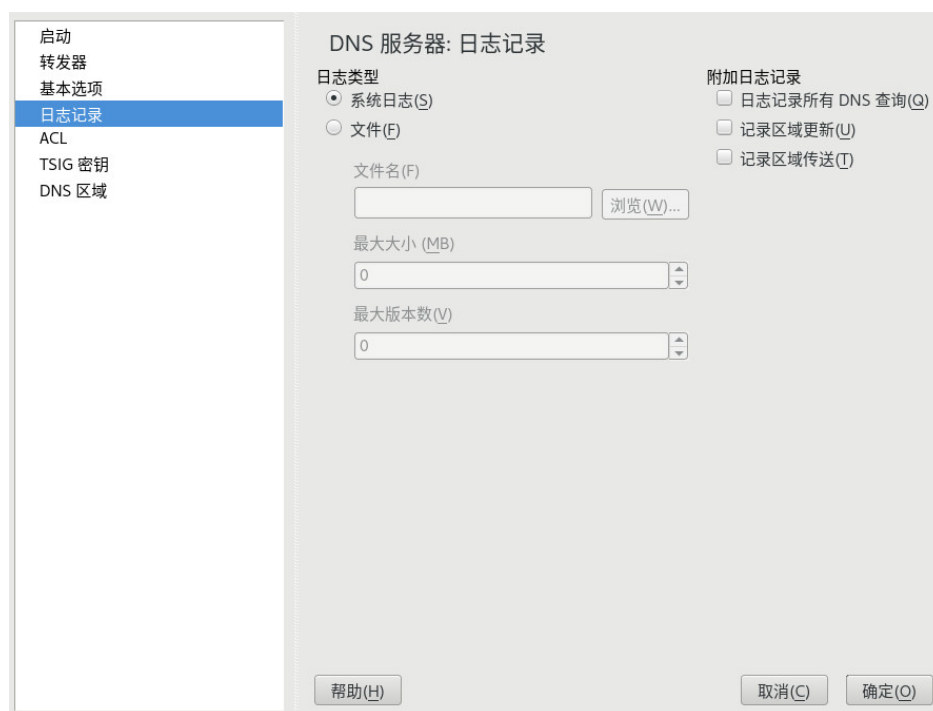 启动
转发器
基本选项
日志记录
ACL
TSIG 密钥
DNS 区域
DNS 服务器: 日志记录
日志类型
系统日志(S)
文件(F)
文件名(F)
浏览(W)...
最大大小 (MB)
0
最大版本数(V)
0
附加日志记录
日志记录所有 DNS 查询(Q)
记录区域更新(U)
记录区域传送(T)
帮助(H)
取消(C)
确定(O)